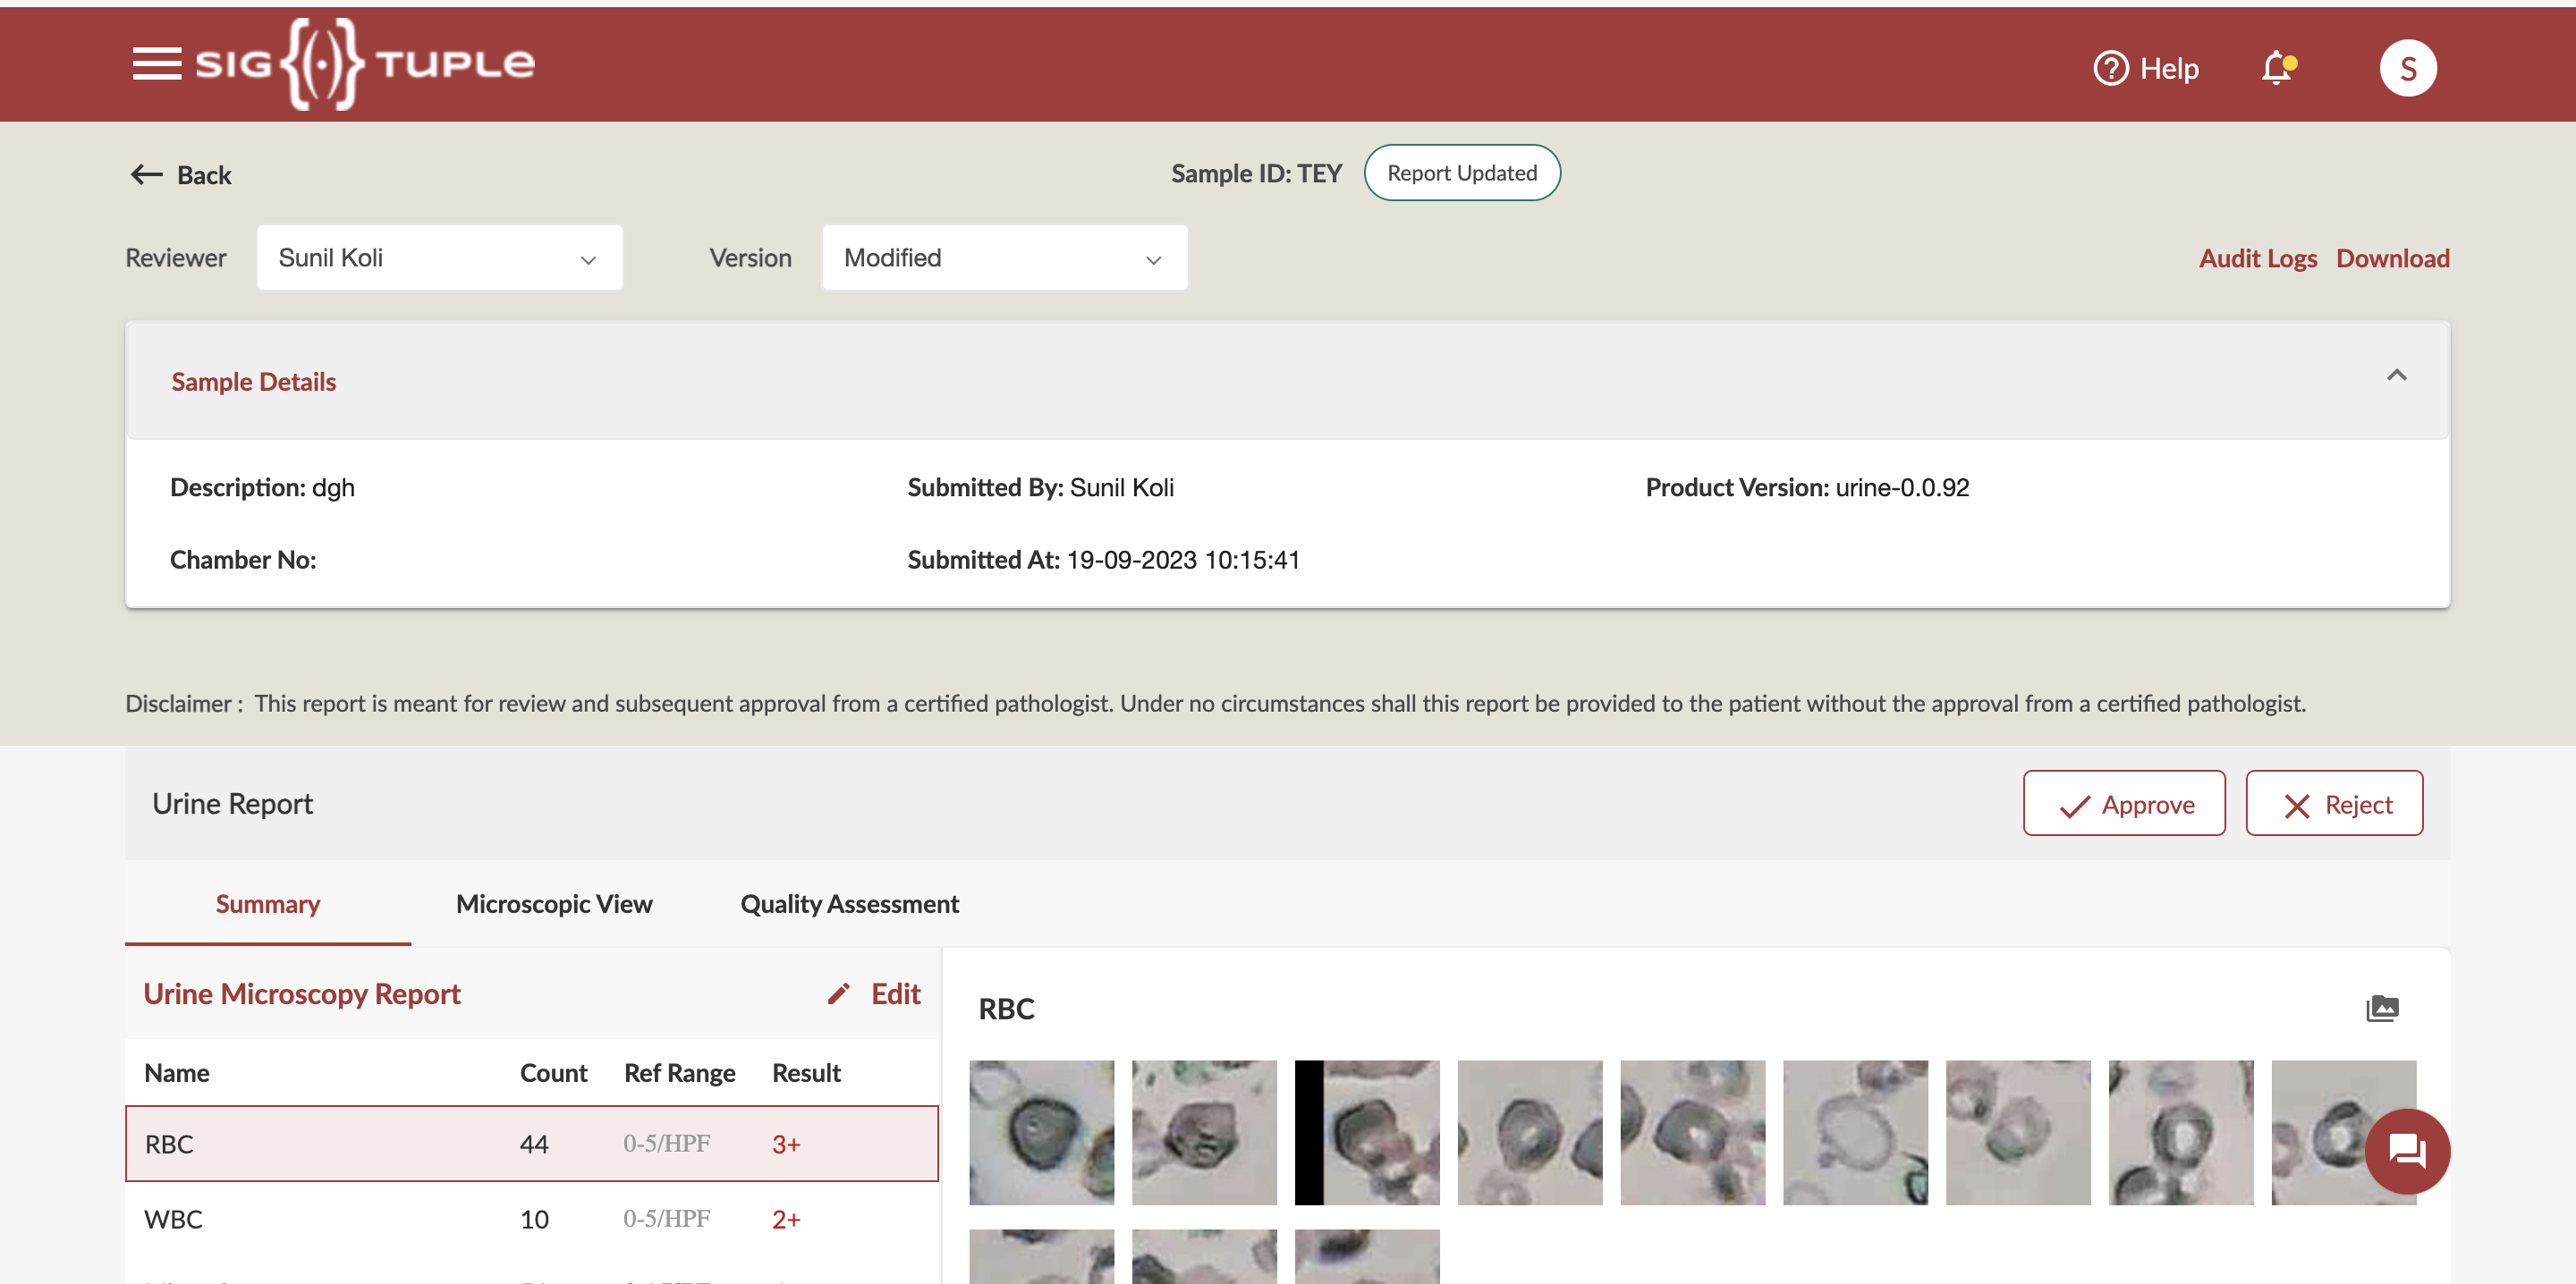 SIG{(·)}TUPLE
Help
S
Back
Sample ID: TEY
Report Updated
Reviewer
Sunil Koli
Version
Modified
Audit Logs
Download
Sample Details
Description: dgh
Submitted By: Sunil Koli
Product Version: urine-0.0.92
Chamber No:
Submitted At: 19-09-2023 10:15:41
Disclaimer : This report is meant for review and subsequent approval from a certified pathologist. Under no circumstances shall this report be provided to the patient without the approval from a certified pathologist.
Urine Report
Approve
Reject
Summary
Microscopic View
Quality Assessment
Urine Microscopy Report
Edit
RBC
Name Count Ref Range Result
RBC 44 0-5/HPF 3+
WBC 10 0-5/HPF 2+